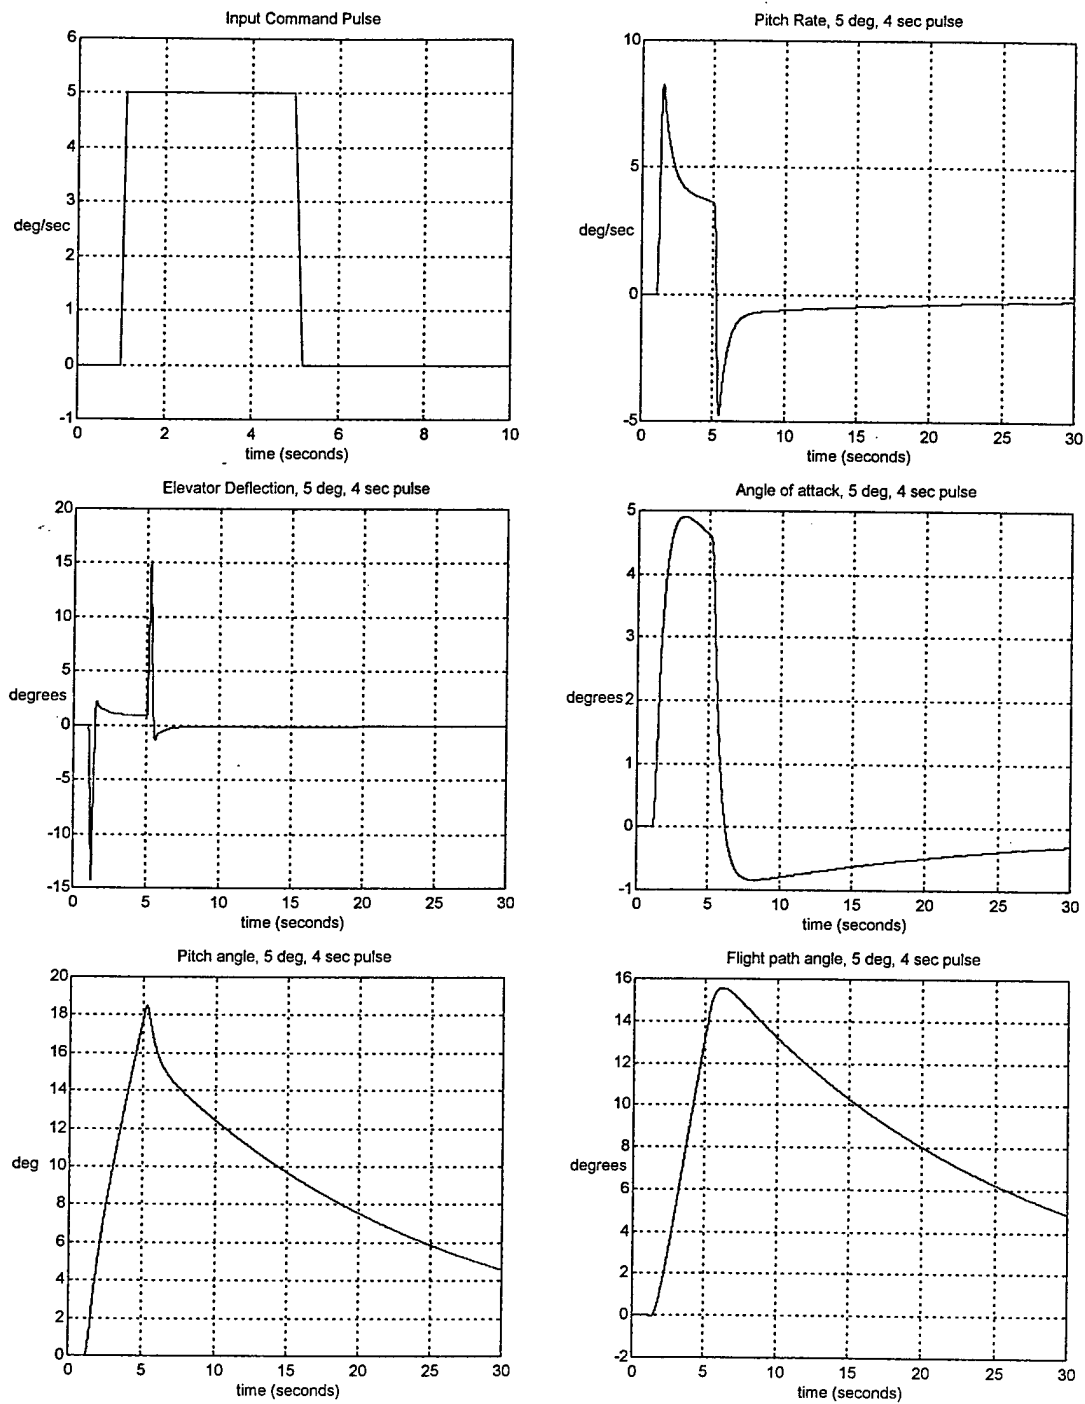 Input Command Pulse
6
5
4
3
deg/sec
2
1
0
-1
0 2 4 6 8 10
time (seconds)
Pitch Rate, 5 deg, 4 sec pulse
10
5
deg/sec
0
-5
0 5 10 15 20 25 30
time (seconds)
Elevator Deflection, 5 deg, 4 sec pulse
20
15
10
5
degrees
0
-5
-10
-15
0 5 10 15 20 25 30
time (seconds)
Angle of attack, 5 deg, 4 sec pulse
5
4
3
degrees 2
1
0
-1
0 5 10 15 20 25 30
time (seconds)
Pitch angle, 5 deg, 4 sec pulse
20
18
16
14
12
deg 10
8
6
4
2
0
0 5 10 15 20 25 30
time (seconds)
Flight path angle, 5 deg, 4 sec pulse
16
14
12
10
8
degrees
6
4
2
0
-2
0 5 10 15 20 25 30
time (seconds)